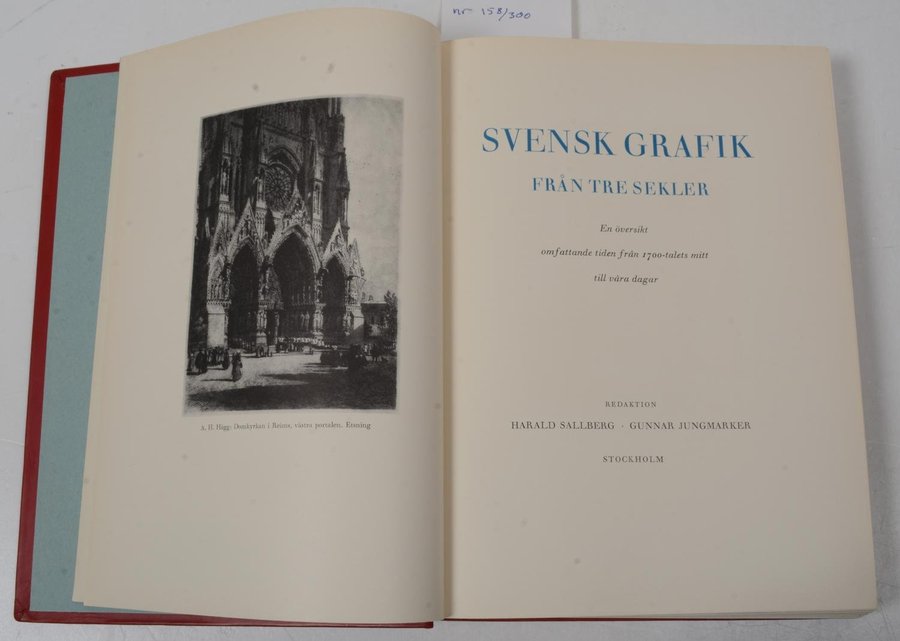 nr 158/300
A. H. Hägg: Domkyrkan i Reims, västra portalen. Etsning
SVENSK GRAFIK
FRÅN TRE SEKLER
En översikt
omfattande tiden från 1700-talets mitt
till våra dagar
REDAKTION
HARALD SALLBERG · GUNNAR JUNGMARKER
STOCKHOLM